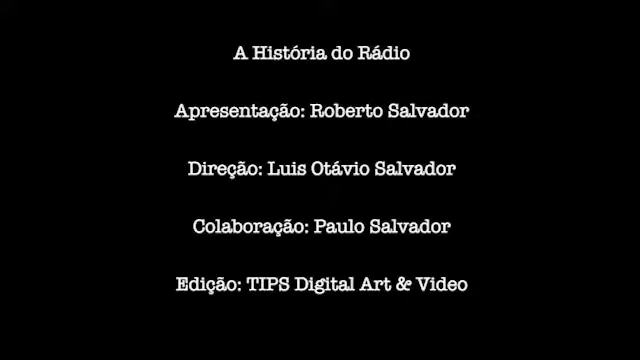 A História do Rádio
Apresentação: Roberto Salvador
Direção: Luis Otávio Salvador
Colaboração: Paulo Salvador
Edição: TIPS Digital Art & Video